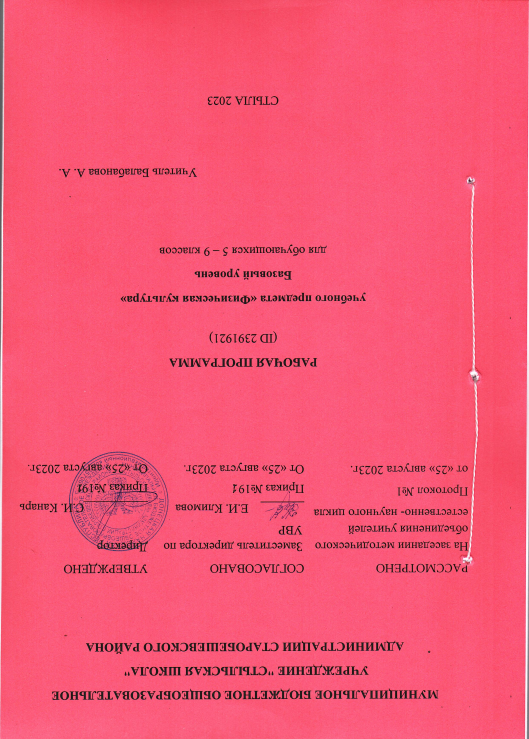 МУНИЦИПАЛЬНОЕ БЮДЖЕТНОЕ ОБЩЕОБРАЗОВАТЕЛЬНОЕ
УЧРЕЖДЕНИЕ "СТЫЛЬСКАЯ ШКОЛА"
АДМИНИСТРАЦИИ СТАРОБЕШЕВСКОГО РАЙОНА
РАССМОТРЕНО
На заседании методического
объединения учителей
естественно- научного цикла
Протокол №1
от «25» августа 2023г.
СОГЛАСОВАНО
Заместитель директора по
УВР
Е.И. Климова
Приказ №191
От «25» августа 2023г.
УТВЕРЖДЕНО
Директор
С.И. Канарь
Приказ №191
От «25» августа 2023г.
РАБОЧАЯ ПРОГРАММА
(ID 2391921)
учебного предмета «Физическая культура»
Базовый уровень
для обучающихся 5 – 9 классов
Учитель Балабанова А. А.
СТЫЛА 2023